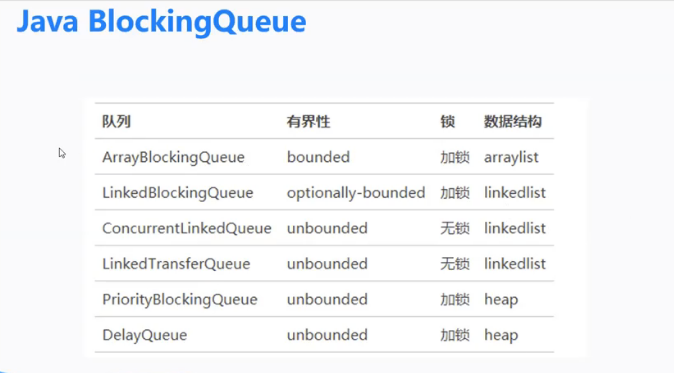 Java BlockingQueue
队列 有界性 锁 数据结构
ArrayBlockingQueue bounded 加锁 arraylist
LinkedBlockingQueue optionally-bounded 加锁 linkedlist
ConcurrentLinkedQueue unbounded 无锁 linkedlist
LinkedTransferQueue unbounded 无锁 linkedlist
PriorityBlockingQueue unbounded 加锁 heap
DelayQueue unbounded 加锁 heap